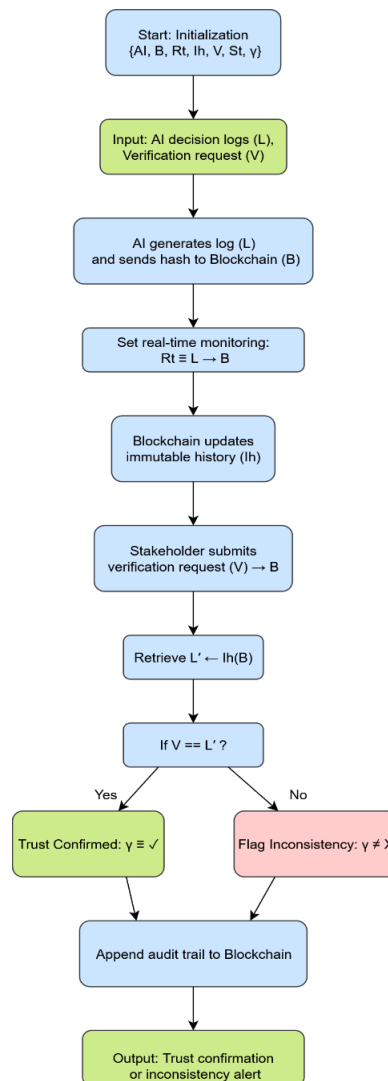 Start: Initialization
{AI, B, Rt, Ih, V, St, γ}
Input: AI decision logs (L),
Verification request (V)
AI generates log (L)
and sends hash to Blockchain (B)
Set real-time monitoring:
Rt ≡ L → B
Blockchain updates
immutable history (Ih)
Stakeholder submits
verification request (V) → B
Retrieve L′ ← Ih(B)
If V == L′ ?
Yes
No
Trust Confirmed: γ ≡ ✓
Flag Inconsistency: γ ≠ X
Append audit trail to Blockchain
Output: Trust confirmation
or inconsistency alert